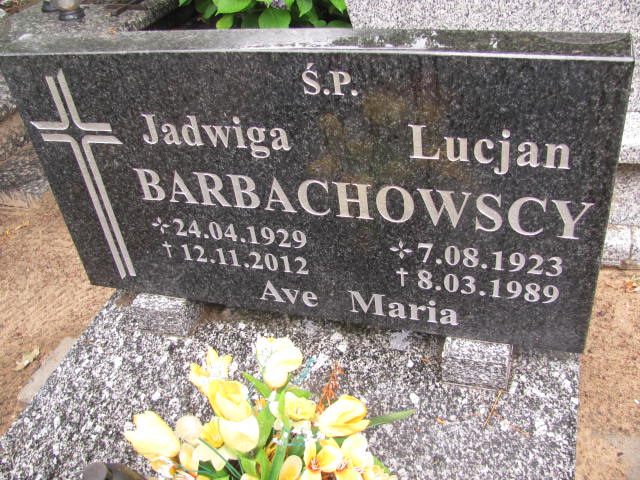 Ś.P.
Jadwiga Lucjan
BARBACHOWSCY
24.04.1929 7.08.1923
†12.11.2012 †8.03.1989
Ave Maria